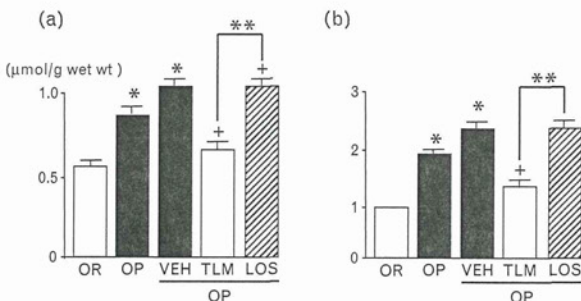 (a)
**
(μmol/g wet wt )
1.0
*
*
+
+
0.5
0
OR OP VEH TLM LOS
OP
(b)
**
3
*
*
+
2
1
0
OR OP VEH TLM LOS
OP